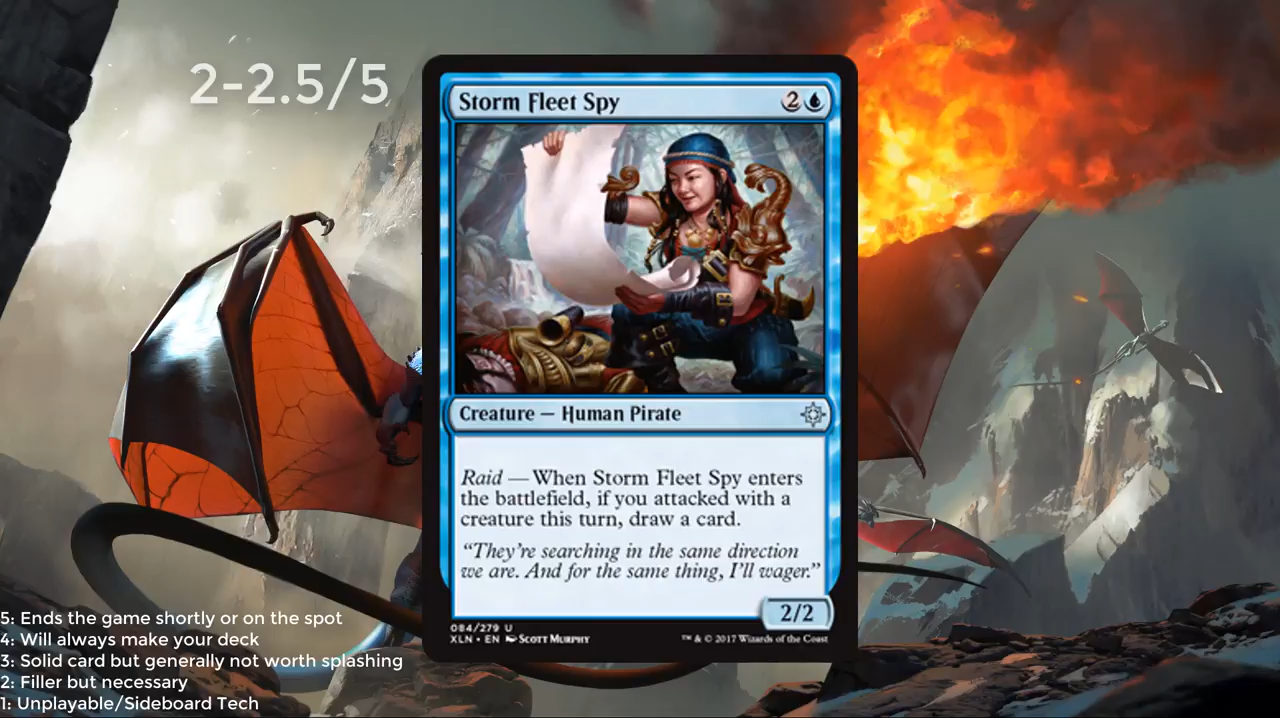 2-2.5/5
Storm Fleet Spy 2
Creature — Human Pirate
Raid — When Storm Fleet Spy enters
the battlefield, if you attacked with a
creature this turn, draw a card.
“They’re searching in the same direction
we are. And for the same thing, I’ll wager.”
2/2
084/279 U
XLN • EN Scott Murphy
™ & © 2017 Wizards of the Coast
5: Ends the game shortly or on the spot
4: Will always make your deck
3: Solid card but generally not worth splashing
2: Filler but necessary
1: Unplayable/Sideboard Tech